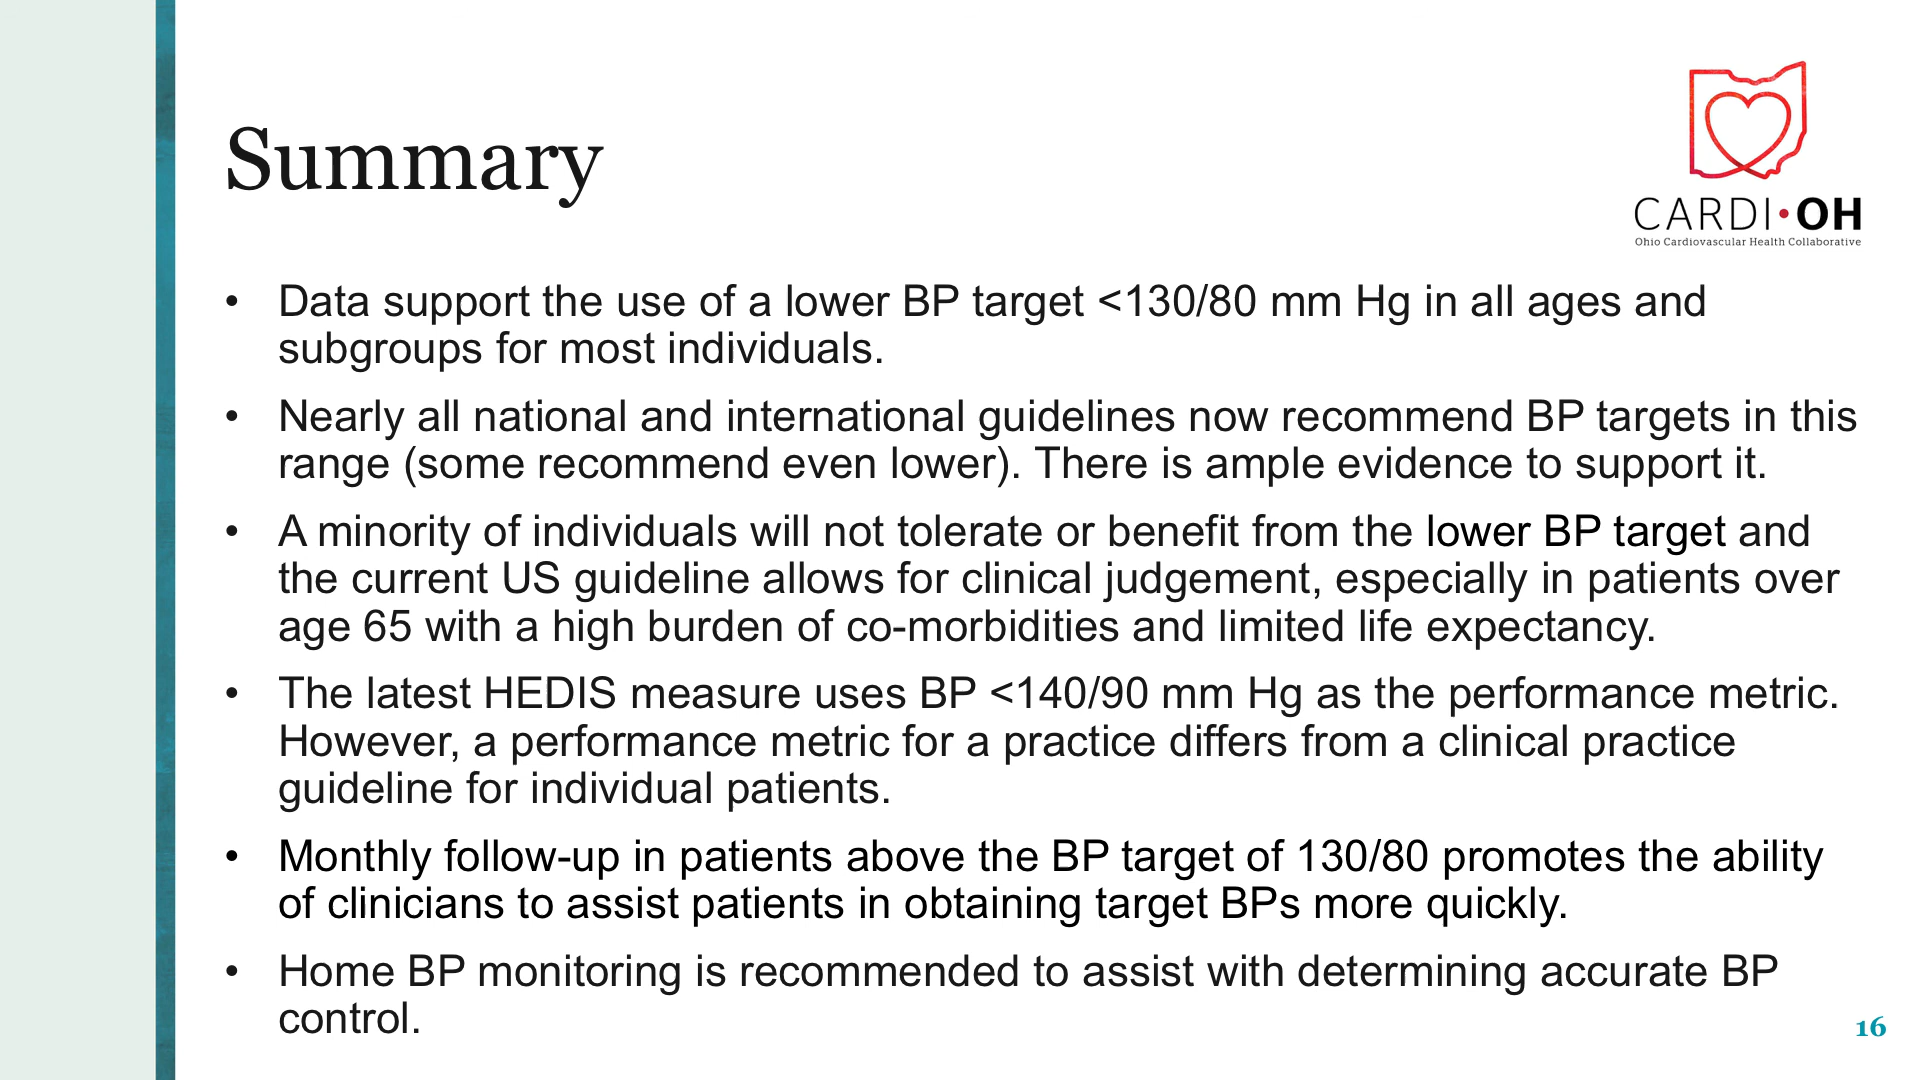 Summary
CARDI•OH
Ohio Cardiovascular Health Collaborative
• Data support the use of a lower BP target <130/80 mm Hg in all ages and
subgroups for most individuals.
• Nearly all national and international guidelines now recommend BP targets in this
range (some recommend even lower). There is ample evidence to support it.
• A minority of individuals will not tolerate or benefit from the lower BP target and
the current US guideline allows for clinical judgement, especially in patients over
age 65 with a high burden of co-morbidities and limited life expectancy.
• The latest HEDIS measure uses BP <140/90 mm Hg as the performance metric.
However, a performance metric for a practice differs from a clinical practice
guideline for individual patients.
• Monthly follow-up in patients above the BP target of 130/80 promotes the ability
of clinicians to assist patients in obtaining target BPs more quickly.
• Home BP monitoring is recommended to assist with determining accurate BP
control.
16